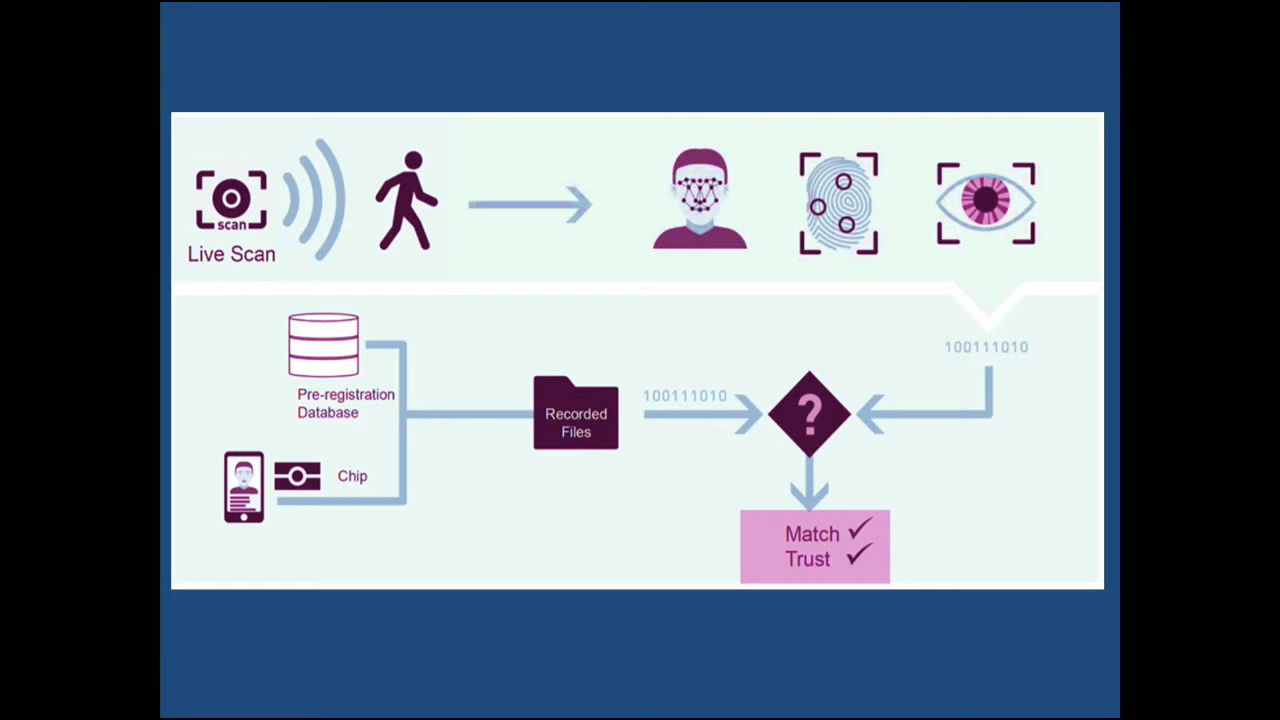 scan
Live Scan
100111010
Pre-registration
Database
100111010
Recorded
Files
?
Chip
Match ✓
Trust ✓